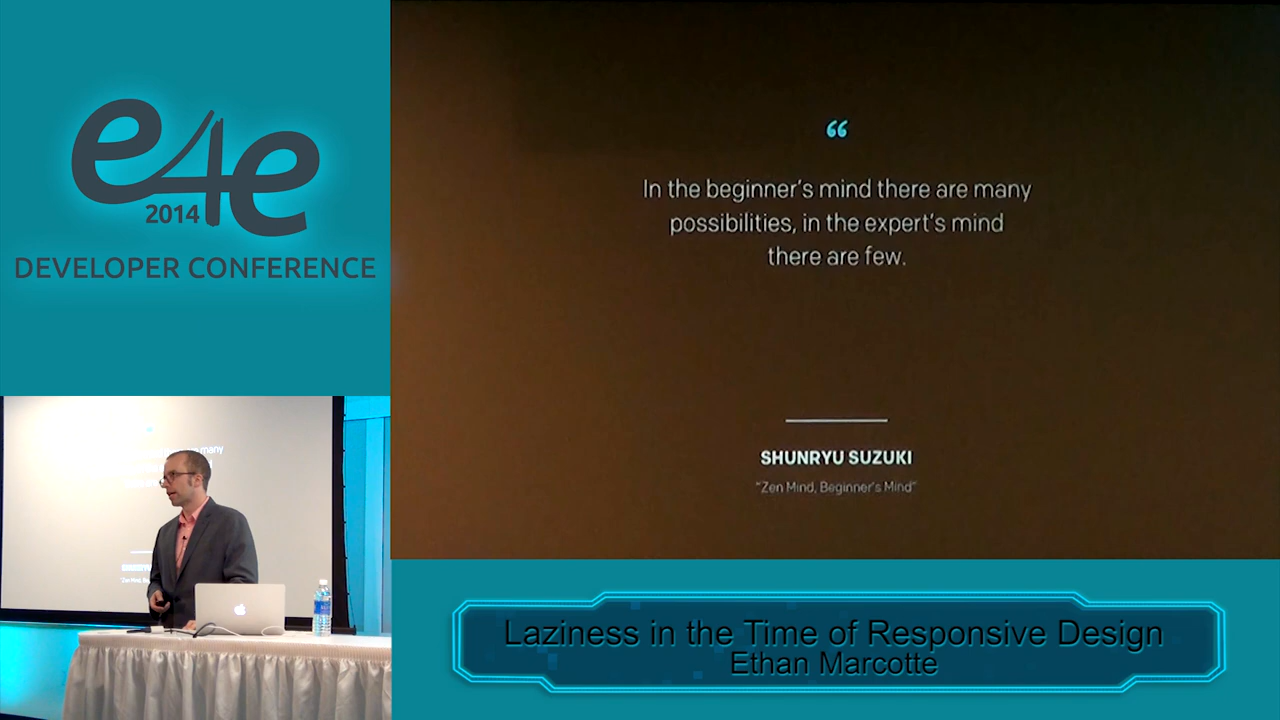 e4e
2014
DEVELOPER CONFERENCE
“
In the beginner's mind there are many
possibilities, in the expert's mind
there are few.
SHUNRYU SUZUKI
"Zen Mind, Beginner's Mind"
many
Laziness in the Time of Responsive Design
Ethan Marcotte